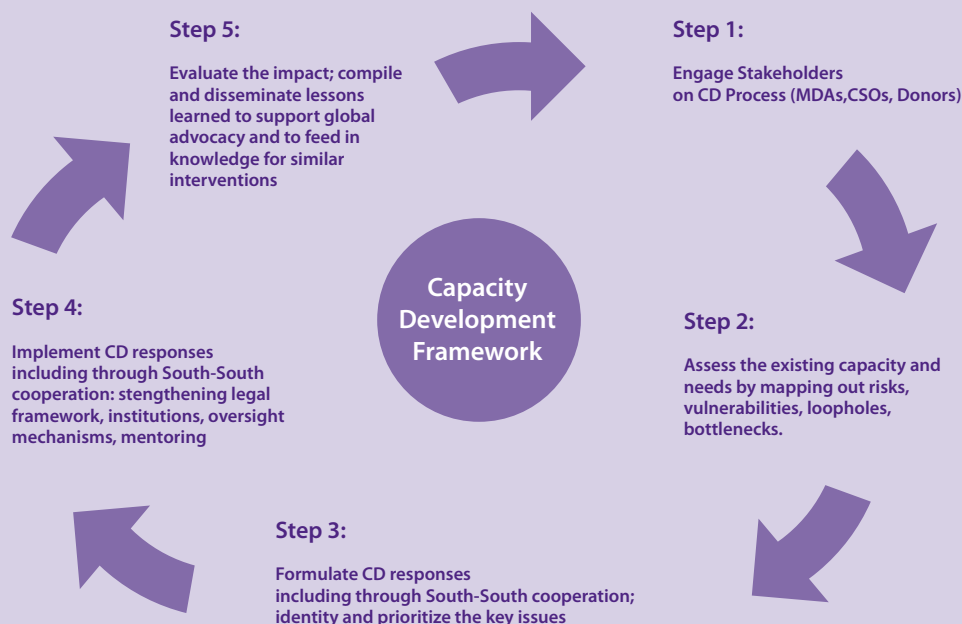 Step 1:
Engage Stakeholders
on CD Process (MDAs,CSOs, Donors)
Step 2:
Assess the existing capacity and
needs by mapping out risks,
vulnerabilities, loopholes,
bottlenecks.
Step 3:
Formulate CD responses
including through South-South cooperation;
identity and prioritize the key issues
Step 4:
Implement CD responses
including through South-South
cooperation: stengthening legal
framework, institutions, oversight
mechanisms, mentoring
Step 5:
Evaluate the impact; compile
and disseminate lessons
learned to support global
advocacy and to feed in
knowledge for similar
interventions
Capacity
Development
Framework